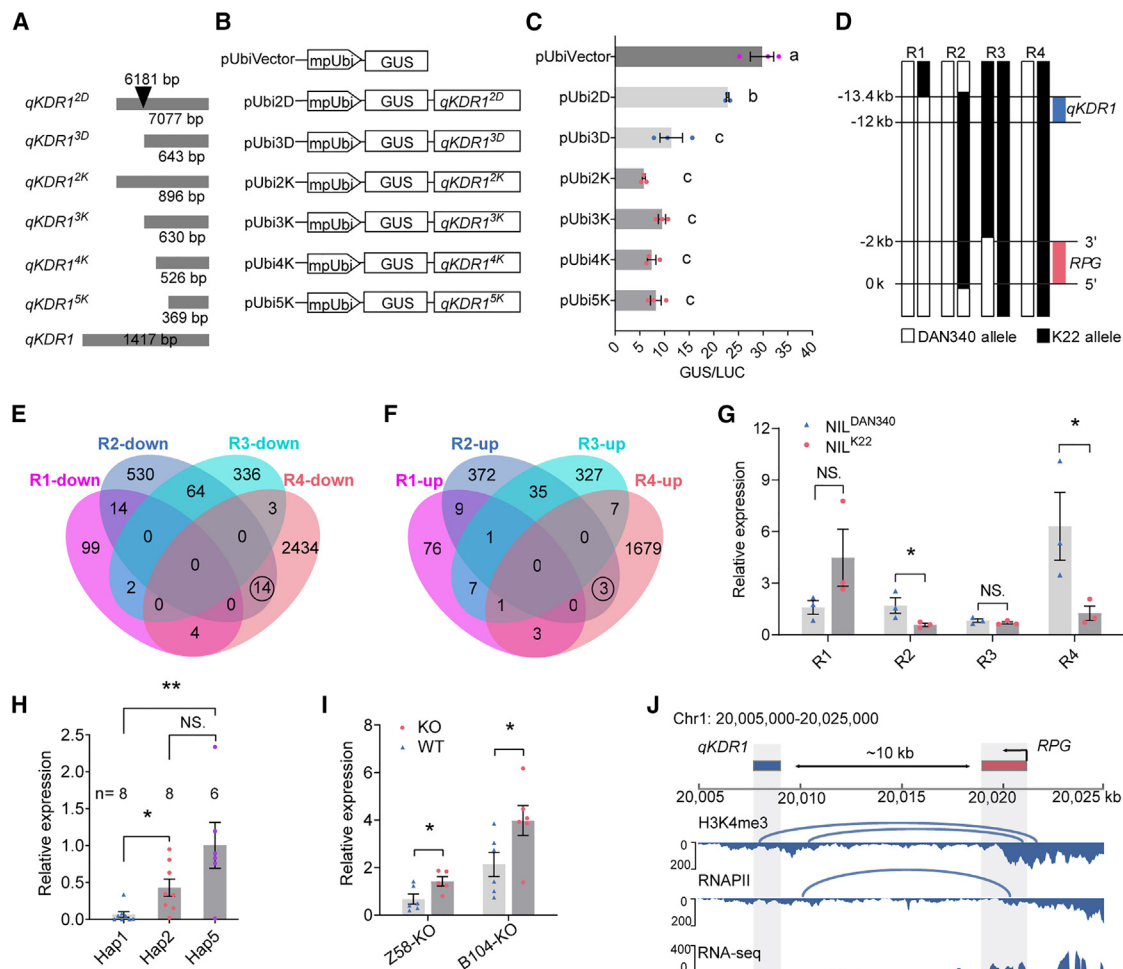 A
6181 bp
qKDR1^2D
7077 bp
qKDR1^3D
643 bp
qKDR1^2K
896 bp
qKDR1^3K
630 bp
qKDR1^4K
526 bp
qKDR1^5K
369 bp
qKDR1
1417 bp
B
pUbiVector mpUbi GUS
pUbi2D mpUbi GUS qKDR1^2D
pUbi3D mpUbi GUS qKDR1^3D
pUbi2K mpUbi GUS qKDR1^2K
pUbi3K mpUbi GUS qKDR1^3K
pUbi4K mpUbi GUS qKDR1^4K
pUbi5K mpUbi GUS qKDR1^5K
C
pUbiVector a
pUbi2D b
pUbi3D c
pUbi2K c
pUbi3K c
pUbi4K c
pUbi5K c
0 5 10 15 20 25 30 35 40
GUS/LUC
D
R1 R2 R3 R4
-13.4 kb
qKDR1
-12 kb
-2 kb 3'
RPG
0 k 5'
DAN340 allele K22 allele
E
R2-down R3-down
R1-down R4-down
530 336
64
14 3
99 0 0 2434
0
2 14
0 0
4
F
R2-up R3-up
R1-up R4-up
372 327
35
9 7
76 1 0 1679
0
7 3
1 0
3
G
NIL^DAN340
NIL^K22
Relative expression
12
9
6
3
0
NS.
*
NS.
*
R1 R2 R3 R4
H
**
NS.
*
n= 8 8 6
Relative expression
2.5
2.0
1.5
1.0
0.5
0.0
Hap1 Hap2 Hap5
I
KO
WT
Relative expression
8
6
4
2
0
*
*
Z58-KO B104-KO
J
Chr1: 20,005,000-20,025,000
qKDR1 RPG
~10 kb
20,005 20,010 20,015 20,020 20,025 kb
H3K4me3
0
200
RNAPII
0
200
RNA-seq
400
0